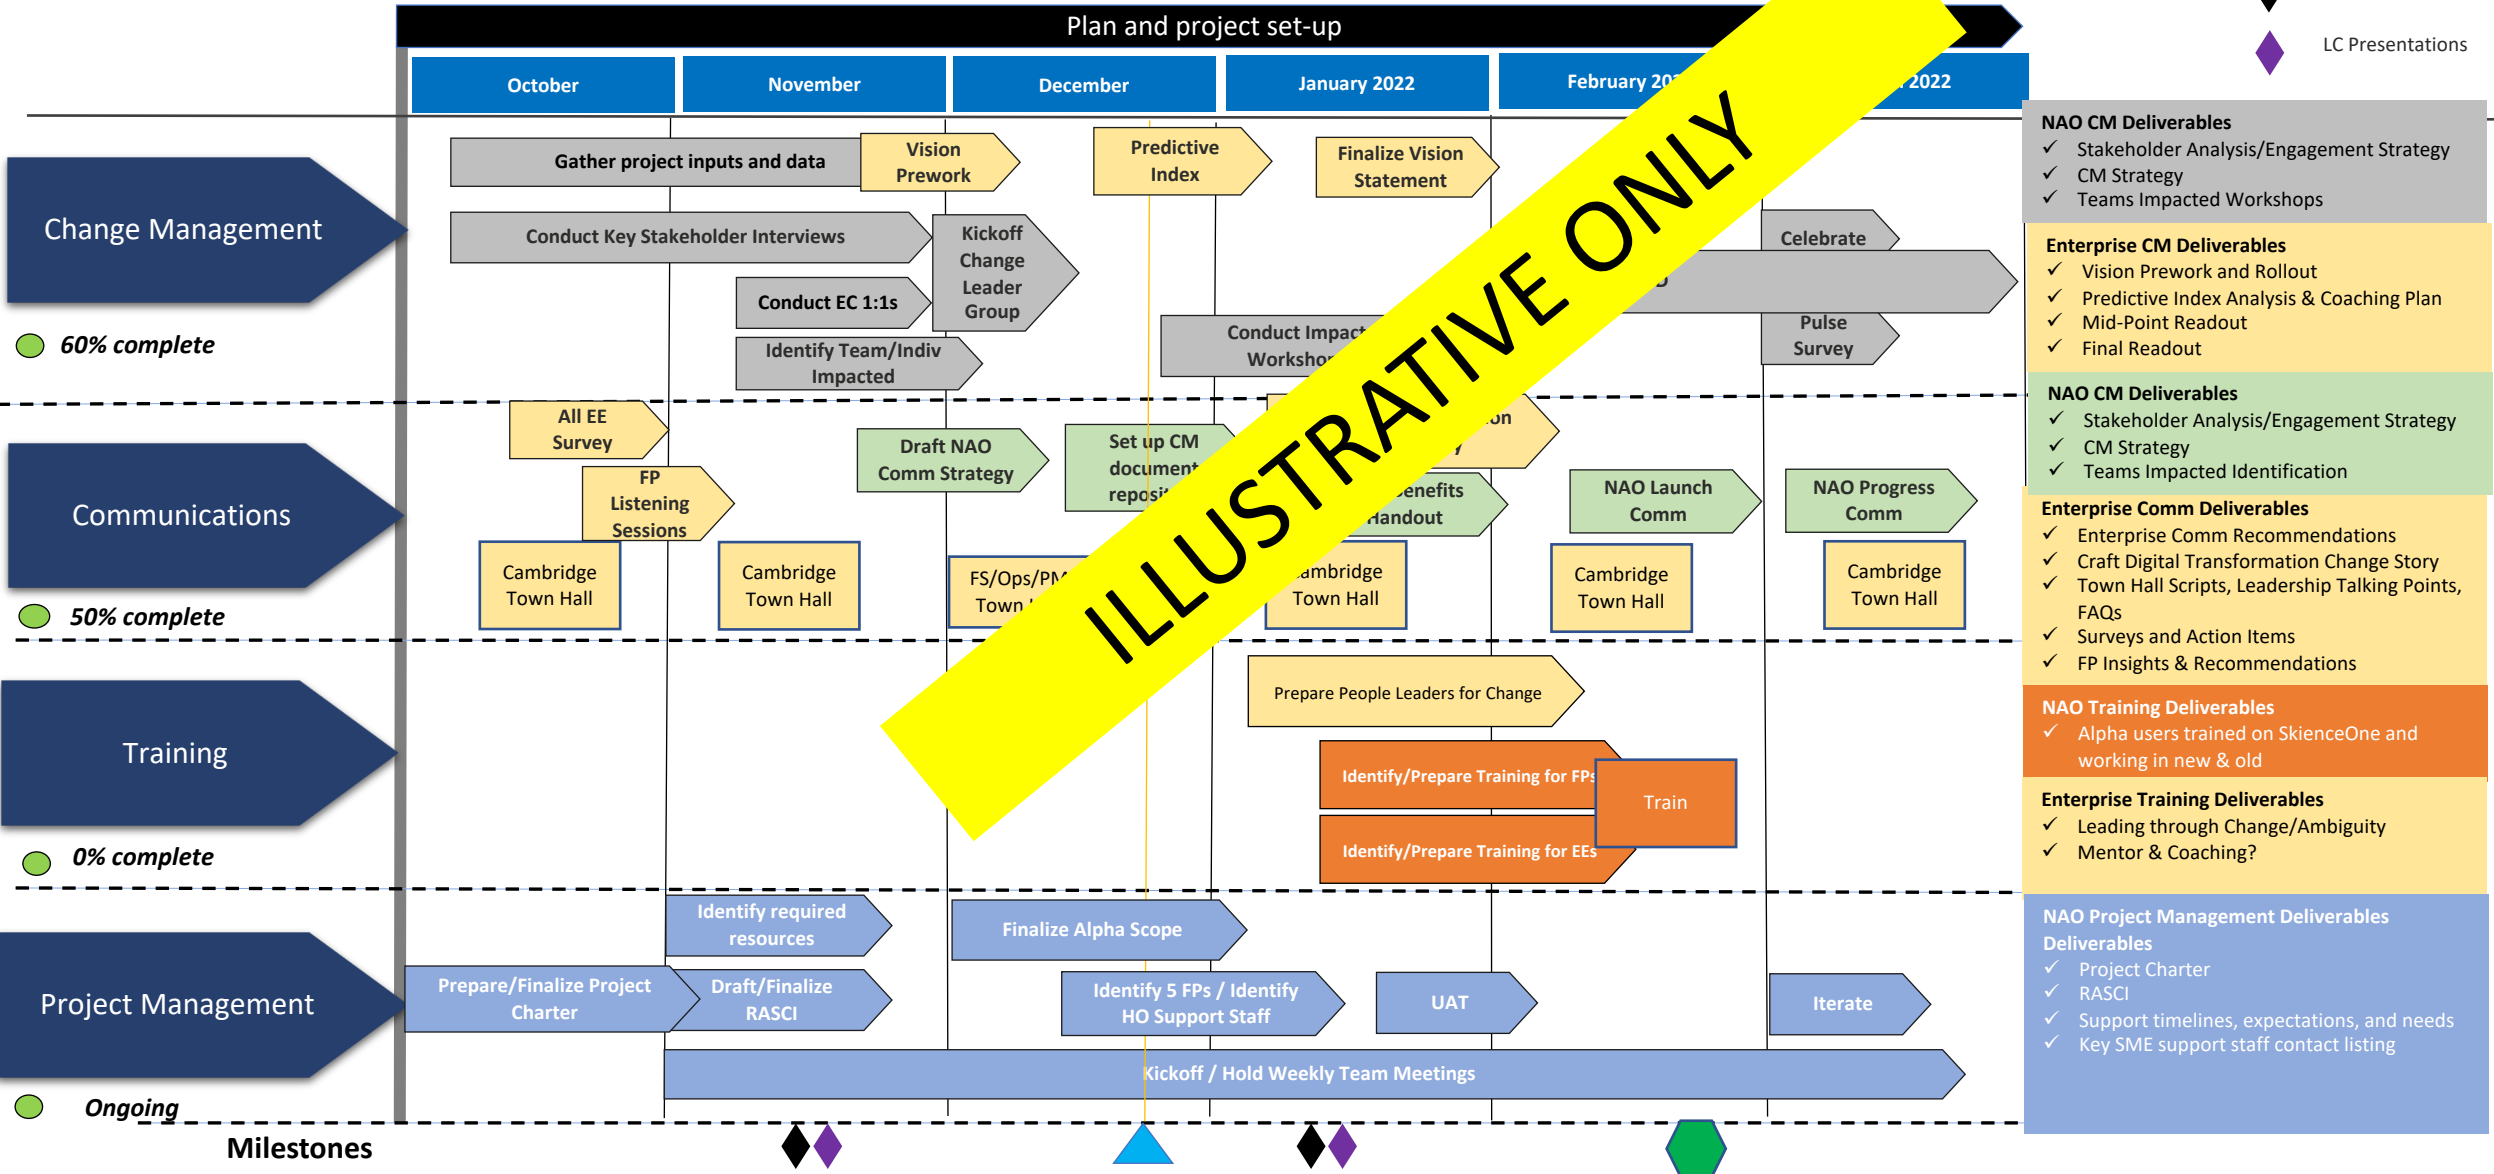 Plan and project set-up
LC Presentations
October
November
December
January 2022
February
2022
Gather project inputs and data
Vision
Prework
Predictive
Index
Finalize Vision
Statement
Change Management
Conduct Key Stakeholder Interviews
Kickoff
Change
Leader
Group
Celebrate
Conduct EC 1:1s
Conduct
Pulse
Survey
Identify Team/Indiv
Impacted
60% complete
ILLUSTRATIVE ONLY
All EE
Survey
FP
Listening
Sessions
Draft NAO
Comm Strategy
Set up CM
document
Handout
NAO Launch
Comm
NAO Progress
Comm
Communications
Cambridge
Town Hall
Cambridge
Town Hall
FS/Ops/PM
Town
Cambridge
Town Hall
Cambridge
Town Hall
Cambridge
Town Hall
50% complete
Training
Prepare People Leaders for Change
Identify/Prepare Training for FPs
Train
Identify/Prepare Training for EEs
0% complete
Project Management
Identify required
resources
Finalize Alpha Scope
Prepare/Finalize Project
Charter
Draft/Finalize
RASCI
Identify 5 FPs / Identify
HO Support Staff
UAT
Iterate
Kickoff / Hold Weekly Team Meetings
Ongoing
Milestones
NAO CM Deliverables
✓ Stakeholder Analysis/Engagement Strategy
✓ CM Strategy
✓ Teams Impacted Workshops
Enterprise CM Deliverables
✓ Vision Prework and Rollout
✓ Predictive Index Analysis & Coaching Plan
✓ Mid-Point Readout
✓ Final Readout
NAO CM Deliverables
✓ Stakeholder Analysis/Engagement Strategy
✓ CM Strategy
✓ Teams Impacted Identification
Enterprise Comm Deliverables
✓ Enterprise Comm Recommendations
✓ Craft Digital Transformation Change Story
✓ Town Hall Scripts, Leadership Talking Points,
FAQs
✓ Surveys and Action Items
✓ FP Insights & Recommendations
NAO Training Deliverables
✓ Alpha users trained on SkienceOne and
working in new & old
Enterprise Training Deliverables
✓ Leading through Change/Ambiguity
✓ Mentor & Coaching?
NAO Project Management Deliverables
Deliverables
✓ Project Charter
✓ RASCI
✓ Support timelines, expectations, and needs
✓ Key SME support staff contact listing